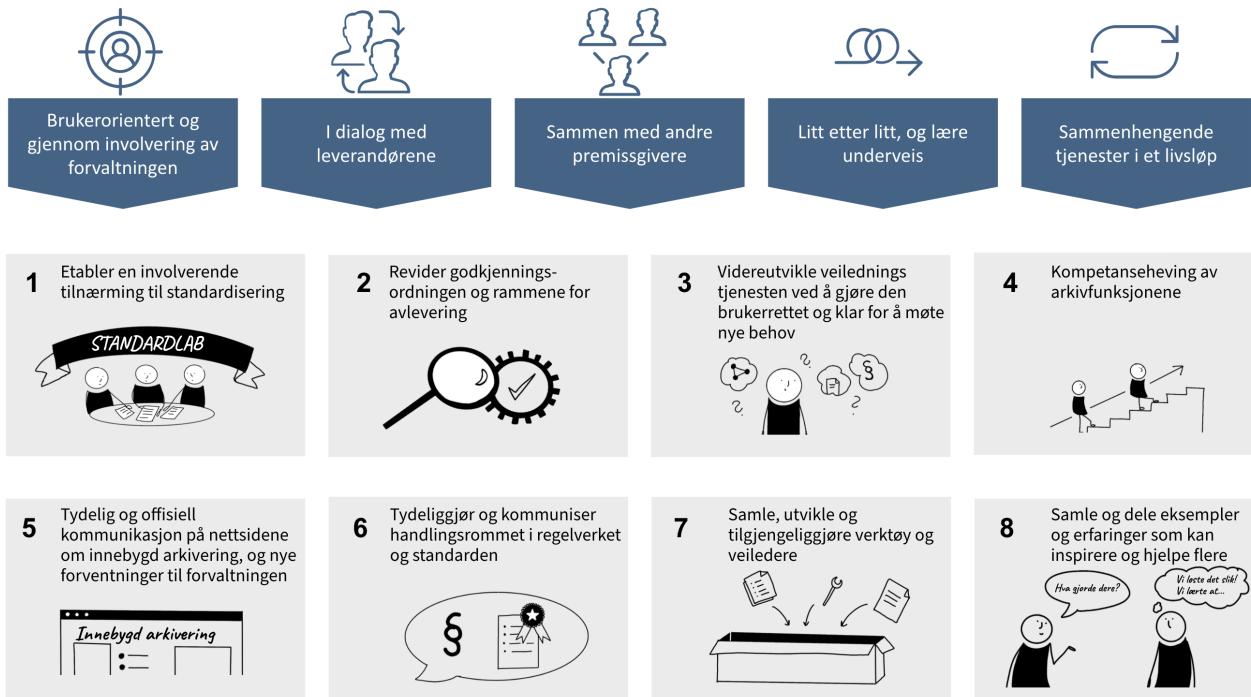 Brukerorientert og
gjennom involvering av
forvaltningen
I dialog med
leverandørene
Sammen med andre
premissgivere
Litt etter litt, og lære
underveis
Sammenhengende
tjenester i et livsløp
1
Etabler en involverende
tilnærming til standardisering
STANDARDLAB
2
Revider godkjennings-
ordningen og rammene for
avlevering
3
Videreutvikle veilednings
tjenesten ved å gjøre den
brukerrettet og klar for å møte
nye behov
?
?
?
?
§
4
Kompetanseheving av
arkivfunksjonene
5
Tydelig og offisiell
kommunikasjon på nettsidene
om innebygd arkivering, og nye
forventninger til forvaltningen
Innebygd arkivering
6
Tydeliggjør og kommuniser
handlingsrommet i regelverket
og standarden
§
7
Samle, utvikle og
tilgjengeliggjøre verktøy og
veiledere
8
Samle og dele eksempler
og erfaringer som kan
inspirere og hjelpe flere
Hva gjorde dere?
Vi løste det slik!
Vi lærte at...